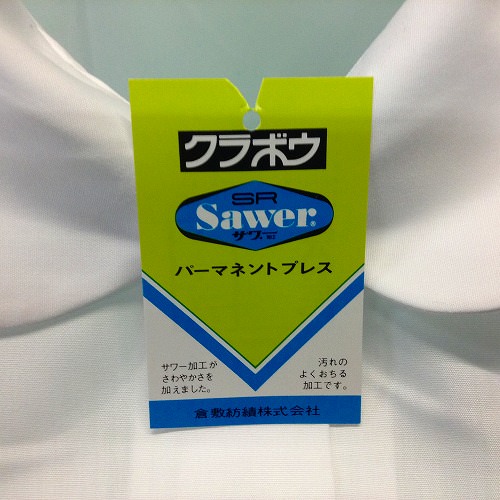 クラボウ
SR
Sawer®
サワー加工
パーマネントプレス
サワー加工が
さわやかさを
加えました。
汚れの
よくおちる
加工です。
倉敷紡績株式会社